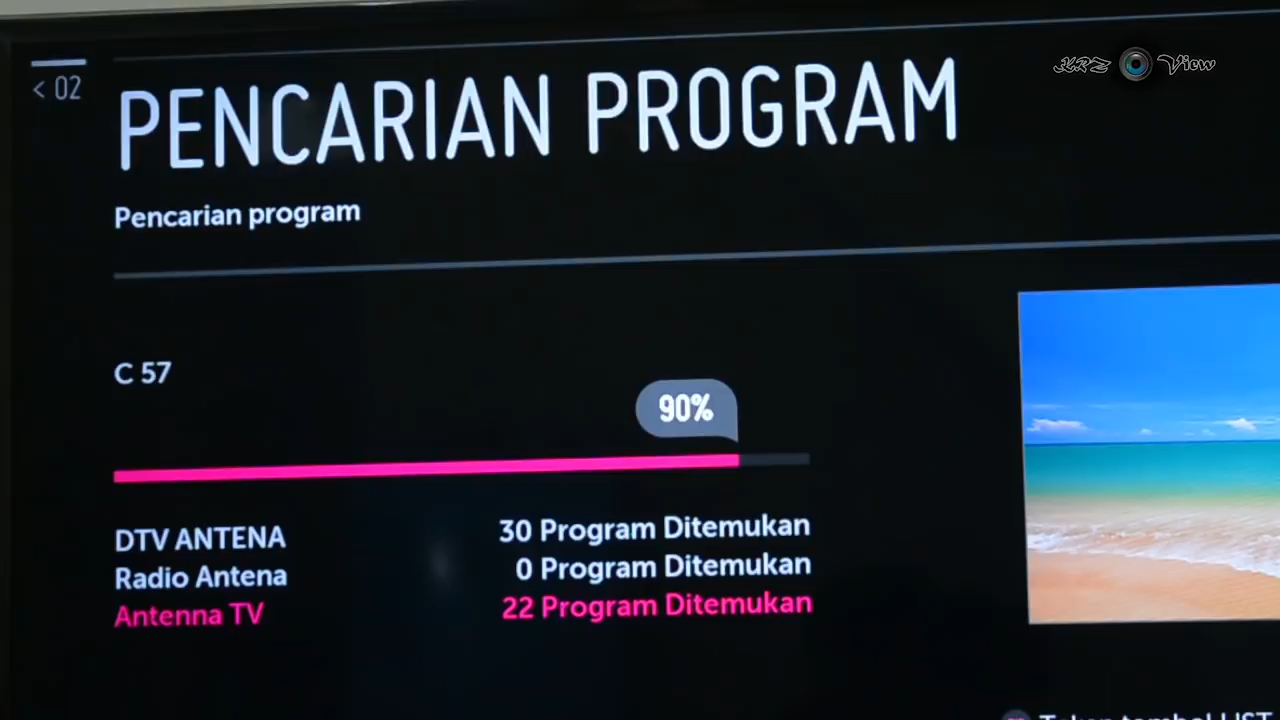 < 02
PENCARIAN PROGRAM
KRZ View
Pencarian program
C 57
90%
DTV ANTENA 30 Program Ditemukan
Radio Antena 0 Program Ditemukan
Antenna TV 22 Program Ditemukan